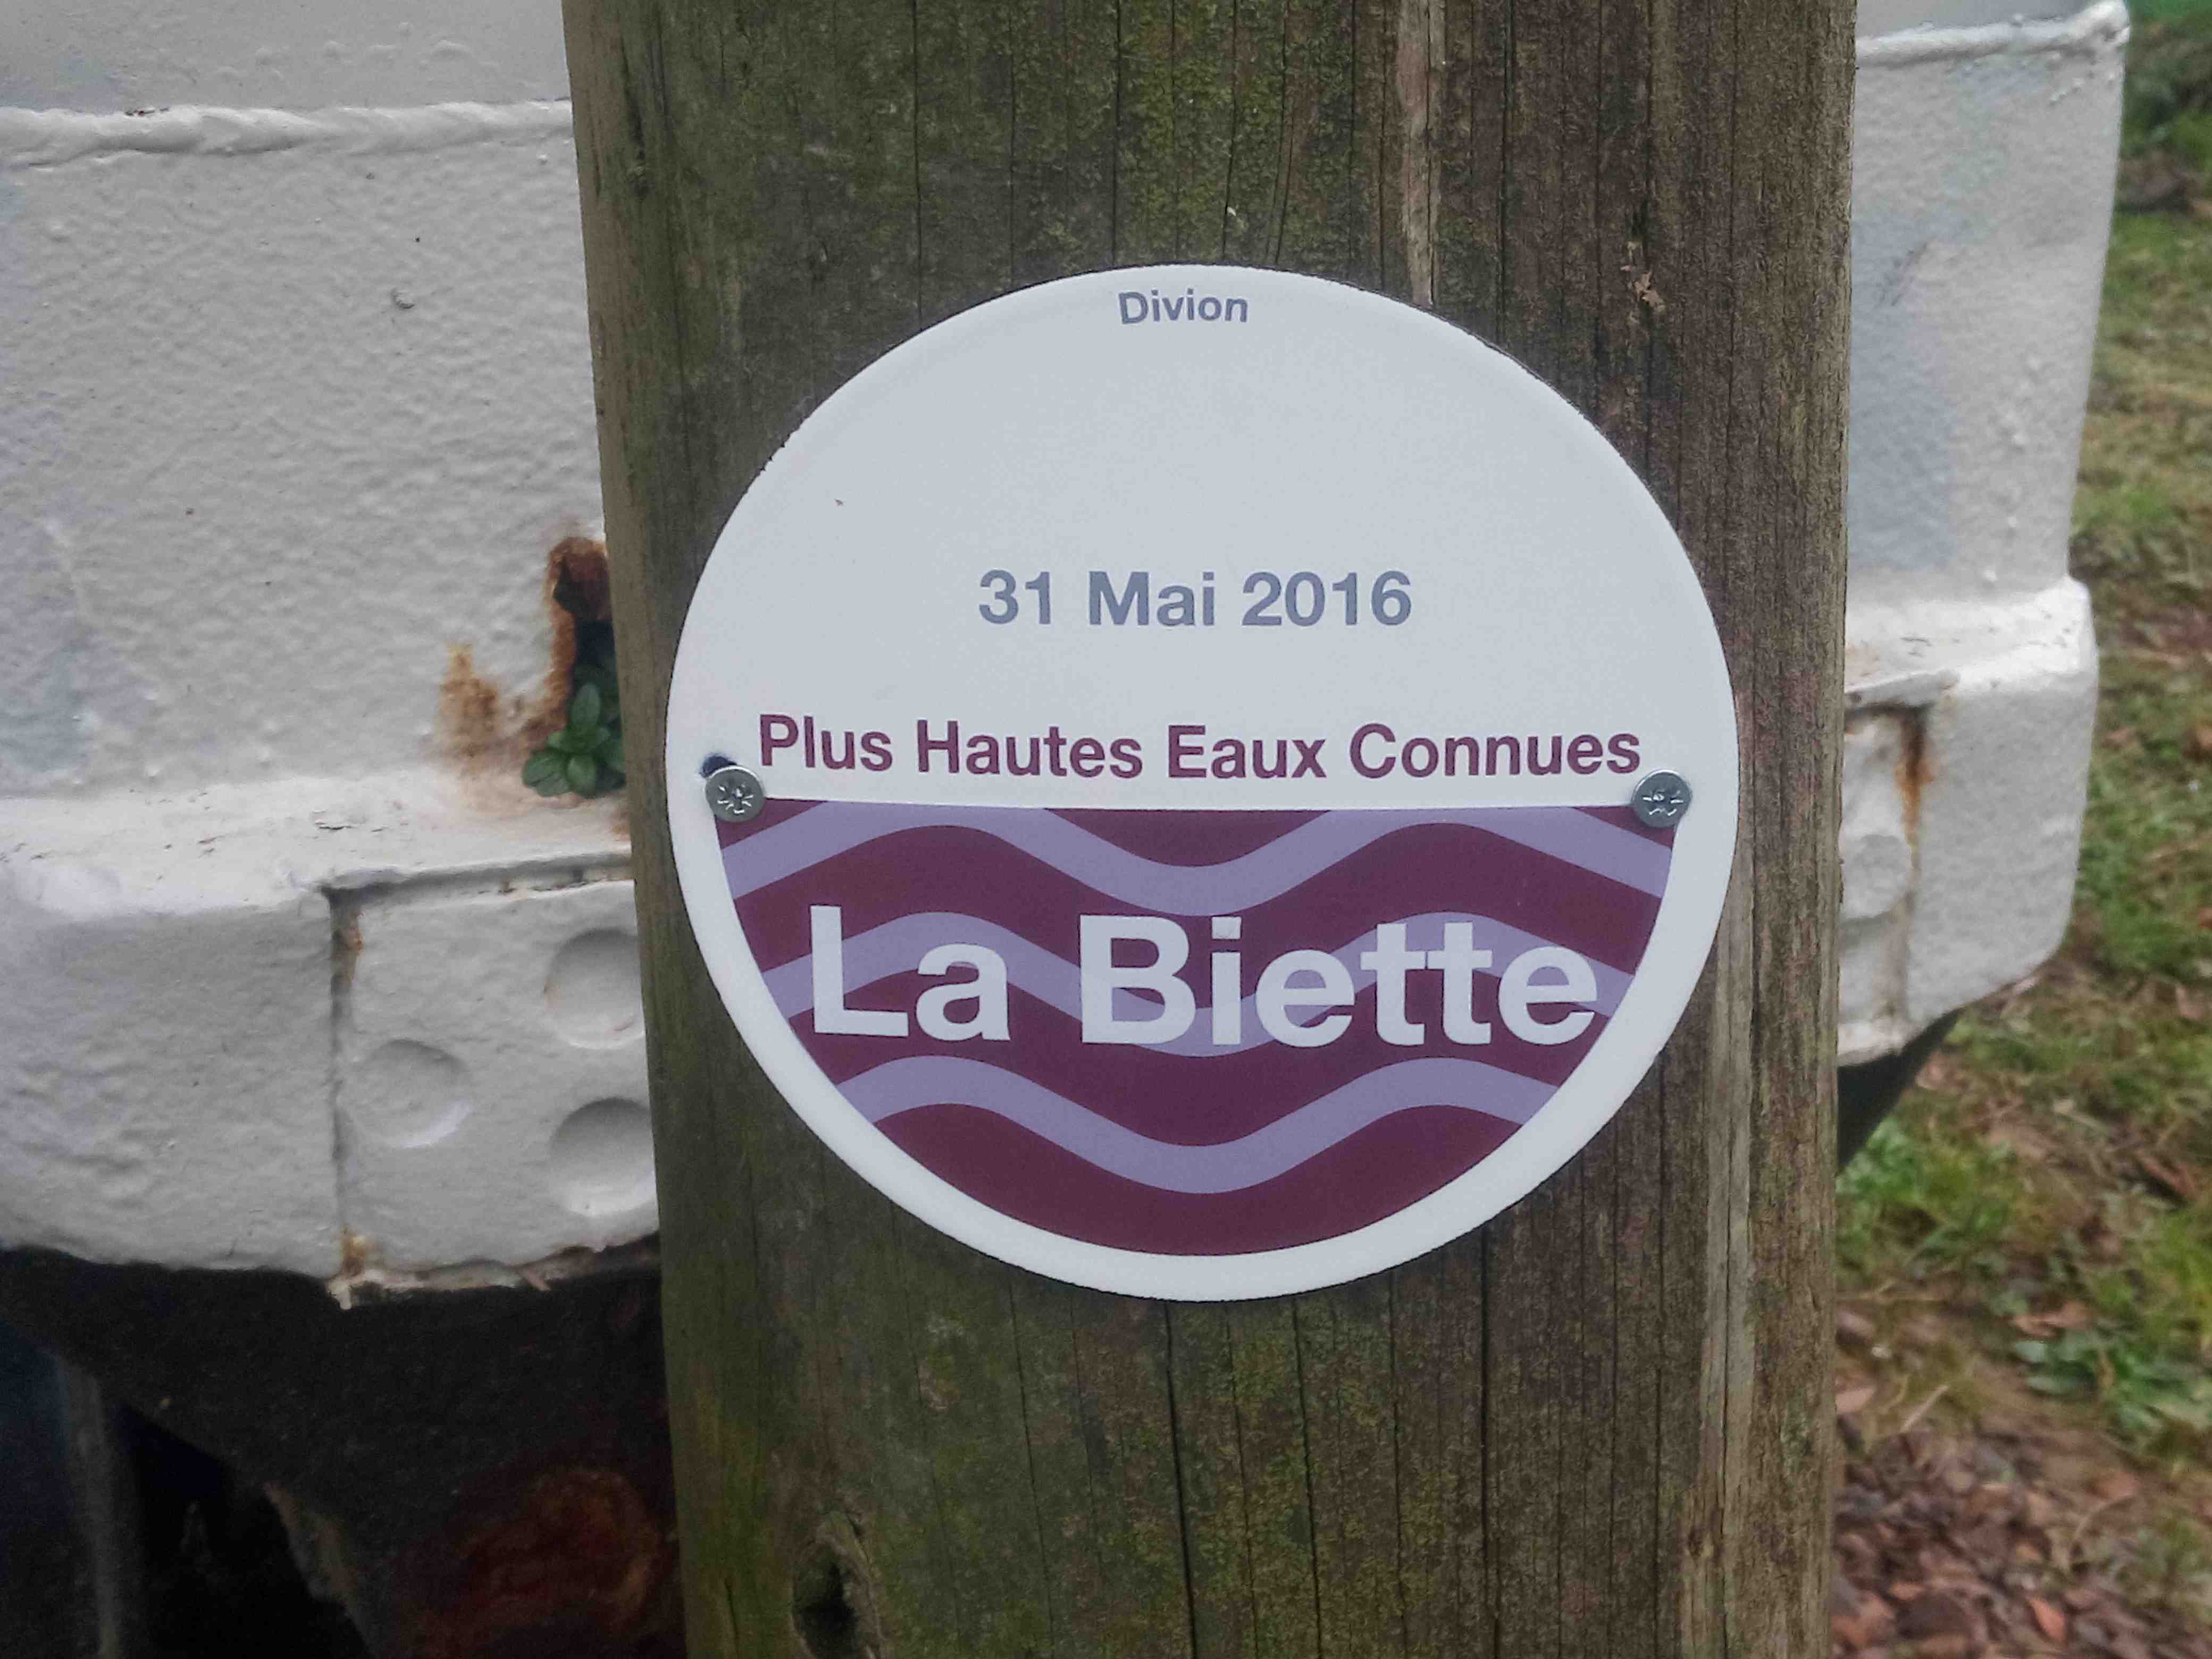 Divion
31 Mai 2016
Plus Hautes Eaux Connues
La Biette